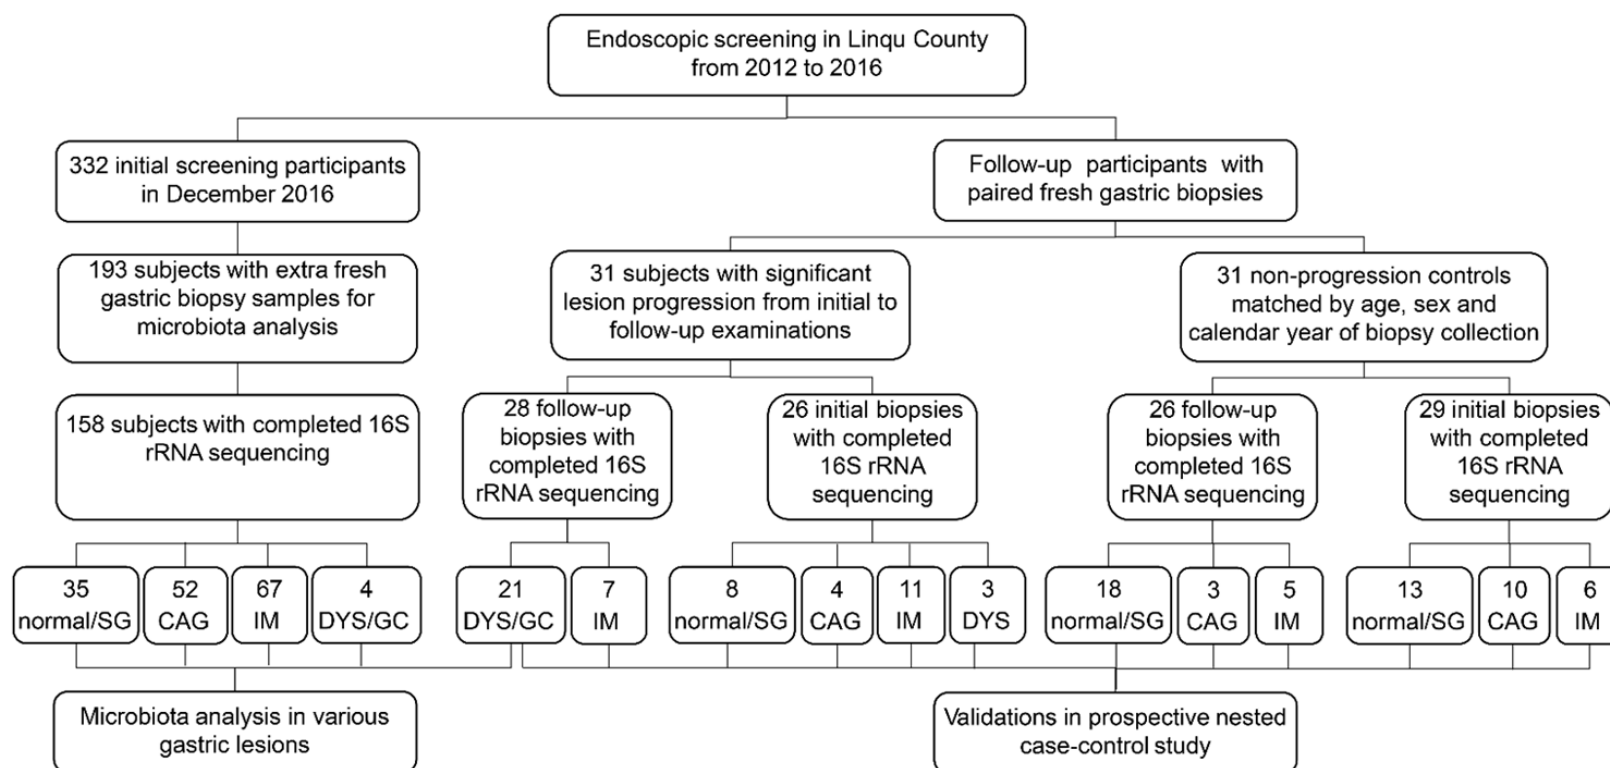 Endoscopic screening in Linqu County
from 2012 to 2016
332 initial screening participants
in December 2016
Follow-up participants with
paired fresh gastric biopsies
193 subjects with extra fresh
gastric biopsy samples for
microbiota analysis
31 subjects with significant
lesion progression from initial to
follow-up examinations
31 non-progression controls
matched by age, sex and
calendar year of biopsy collection
158 subjects with completed 16S
rRNA sequencing
28 follow-up
biopsies with
completed 16S
rRNA sequencing
26 initial biopsies
with completed
16S rRNA
sequencing
26 follow-up
biopsies with
completed 16S
rRNA sequencing
29 initial biopsies
with completed
16S rRNA
sequencing
35
normal/SG
52
CAG
67
IM
4
DYS/GC
21
DYS/GC
7
IM
8
normal/SG
4
CAG
11
IM
3
DYS
18
normal/SG
3
CAG
5
IM
13
normal/SG
10
CAG
6
IM
Microbiota analysis in various
gastric lesions
Validations in prospective nested
case-control study